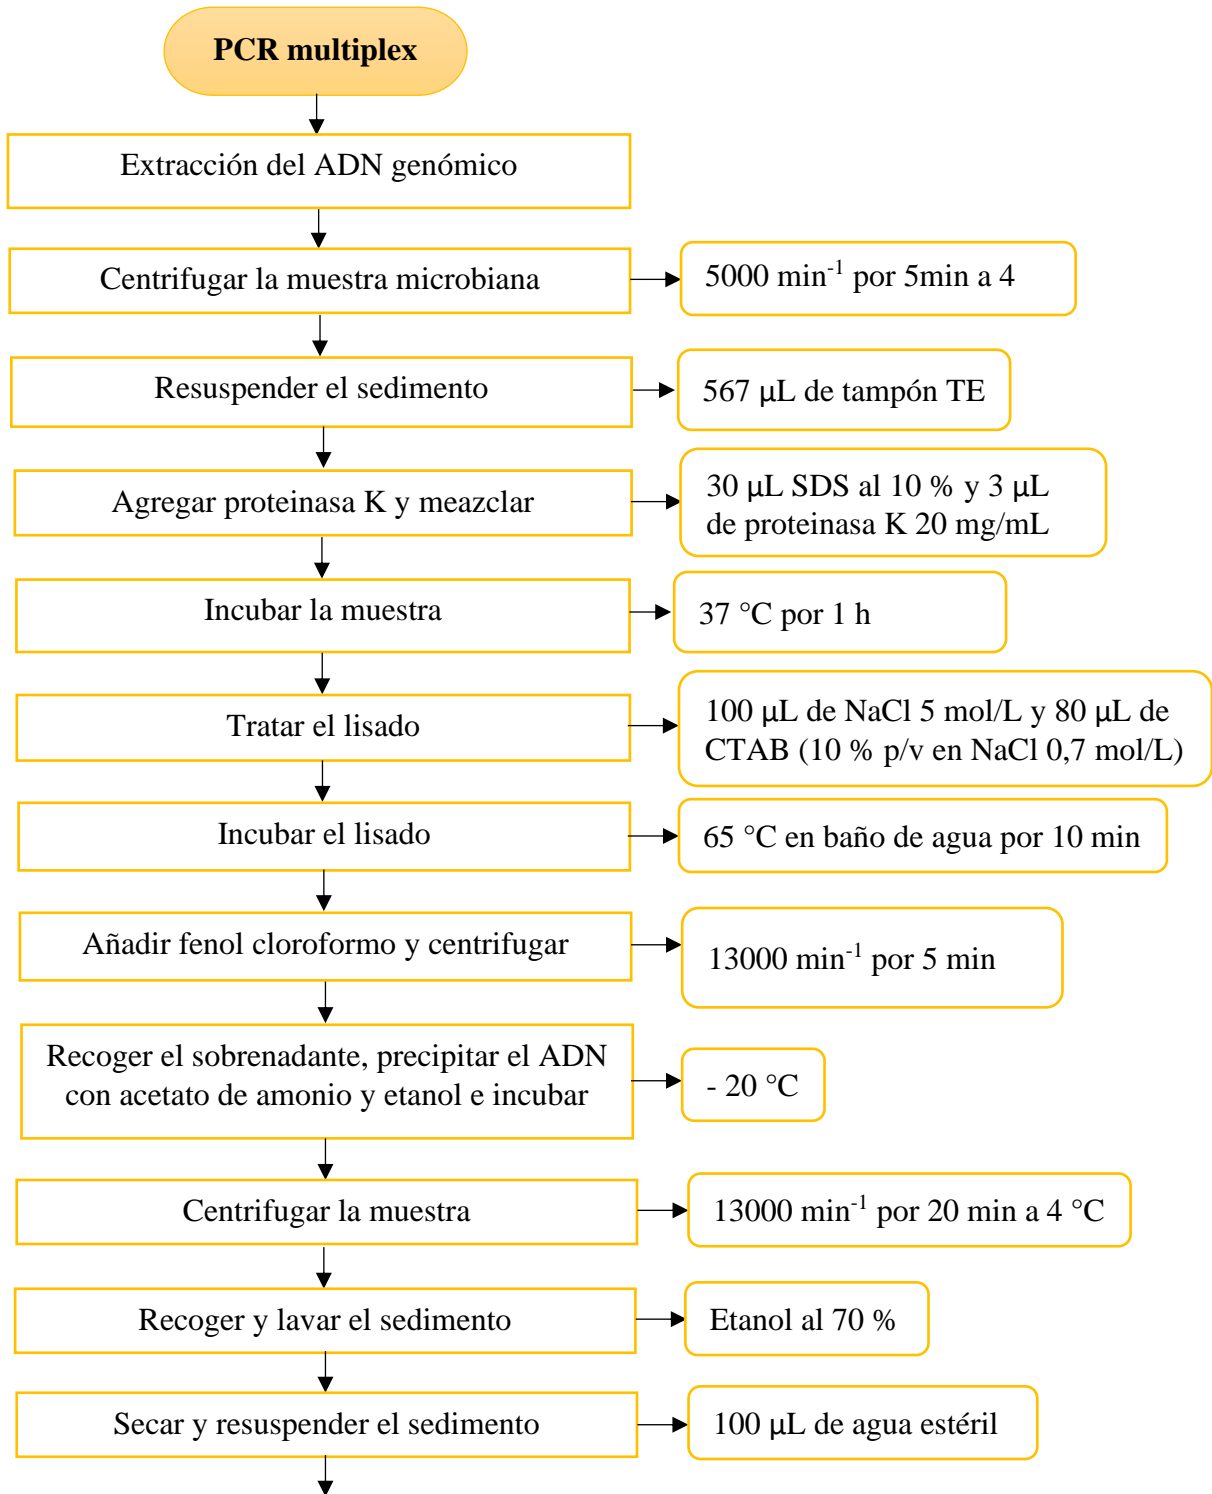 PCR multiplex
Extracción del ADN genómico
Centrifugar la muestra microbiana
5000 min⁻¹ por 5min a 4
Resuspender el sedimento
567 µL de tampón TE
Agregar proteinasa K y meazclar
30 µL SDS al 10 % y 3 µL
de proteinasa K 20 mg/mL
Incubar la muestra
37 °C por 1 h
Tratar el lisado
100 µL de NaCl 5 mol/L y 80 µL de
CTAB (10 % p/v en NaCl 0,7 mol/L)
Incubar el lisado
65 °C en baño de agua por 10 min
Añadir fenol cloroformo y centrifugar
13000 min⁻¹ por 5 min
Recoger el sobrenadante, precipitar el ADN
con acetato de amonio y etanol e incubar
- 20 °C
Centrifugar la muestra
13000 min⁻¹ por 20 min a 4 °C
Recoger y lavar el sedimento
Etanol al 70 %
Secar y resuspender el sedimento
100 µL de agua estéril